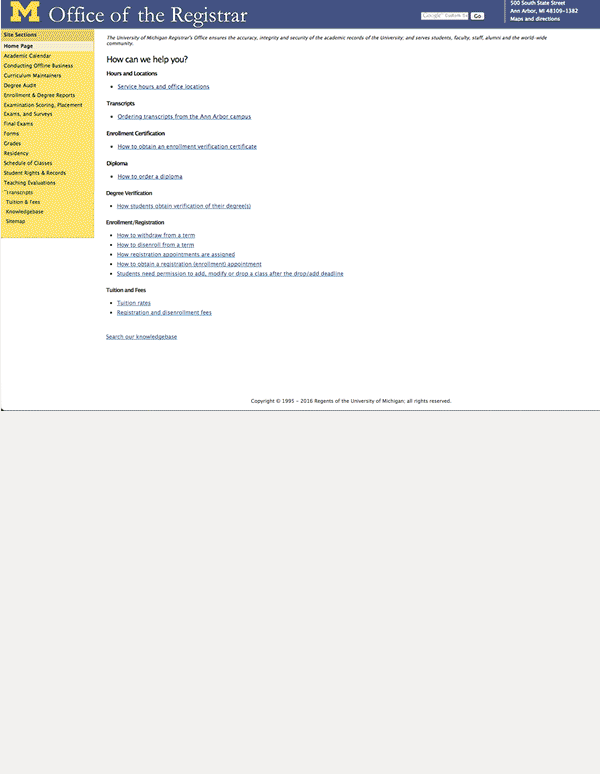 M Office of the Registrar
Go
500 South State Street
Ann Arbor, MI 48109-1382
Maps and directions
Site Sections
Home Page
Academic Calendar
Conducting Offline Business
Curriculum Maintainers
Degree Audit
Enrollment & Degree Reports
Examination Scoring, Placement
Exams, and Surveys
Final Exams
Forms
Grades
Residency
Schedule of Classes
Student Rights & Records
Teaching Evaluations
Transcripts
Tuition & Fees
Knowledgebase
Sitemap
The University of Michigan Registrar's Office ensures the accuracy, integrity and security of the academic records of the University; and serves students, faculty, staff, alumni and the world-wide
community.
How can we help you?
Hours and Locations
Service hours and office locations
Transcripts
Ordering transcripts from the Ann Arbor campus
Enrollment Certification
How to obtain an enrollment verification certificate
Diploma
How to order a diploma
Degree Verification
How students obtain verification of their degree(s)
Enrollment/Registration
How to withdraw from a term
How to disenroll from a term
How registration appointments are assigned
How to obtain a registration (enrollment) appointment
Students need permission to add, modify or drop a class after the drop/add deadline
Tuition and Fees
Tuition rates
Registration and disenrollment fees
Search our knowledgebase
Copyright © 1995 - 2016 Regents of the University of Michigan; all rights reserved.